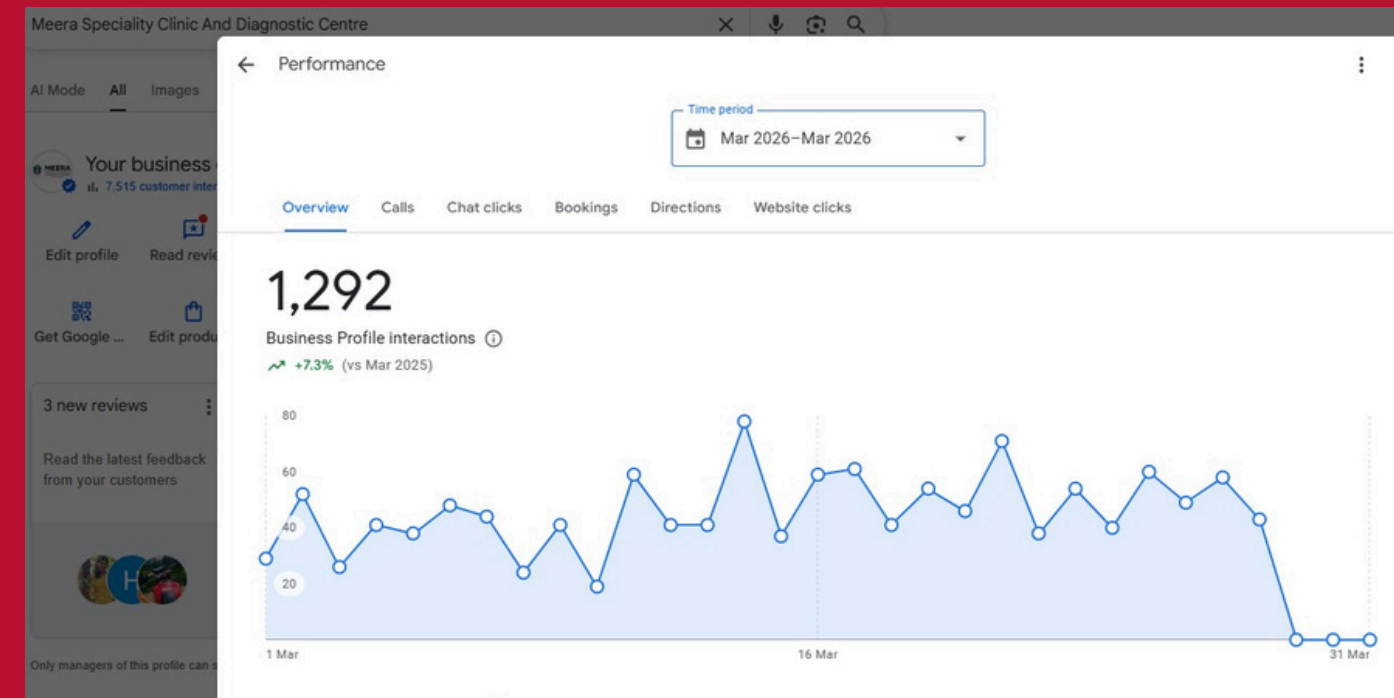 Meera Speciality Clinic And Diagnostic Centre
AI Mode All Images
Performance
Time period
Mar 2026–Mar 2026
MEERA
Your business
7,515 customer inter
Overview Calls Chat clicks Bookings Directions Website clicks
Edit profile Read revie
1,292
Business Profile interactions
+7.3% (vs Mar 2025)
Get Google ... Edit produ
3 new reviews
Read the latest feedback
from your customers
H
80
60
40
20
1 Mar 16 Mar 31 Mar
Only managers of this profile can s